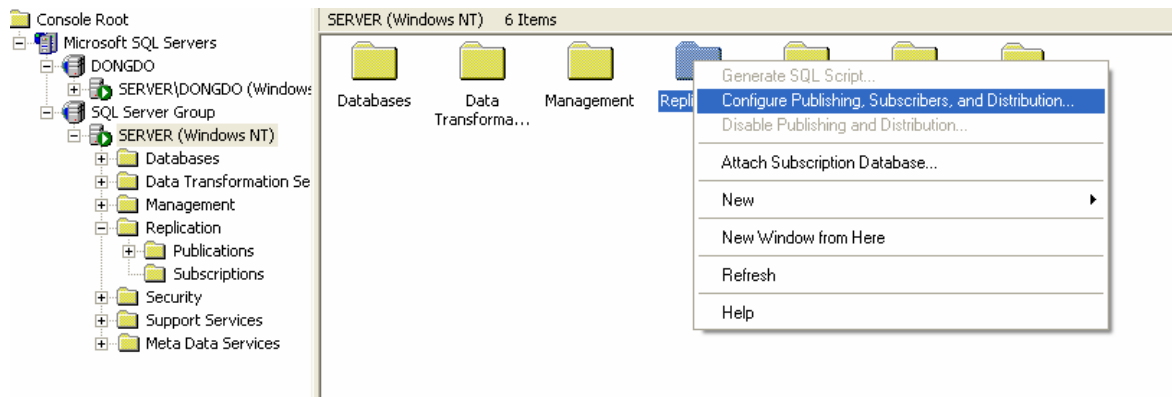 Console Root
Microsoft SQL Servers
DONGDO
SERVER\DONGDO (Windows
SQL Server Group
SERVER (Windows NT)
Databases
Data Transformation Se
Management
Replication
Publications
Subscriptions
Security
Support Services
Meta Data Services
SERVER (Windows NT) 6 Items
Databases
Data
Transforma...
Management
Repli
Generate SQL Script...
Configure Publishing, Subscribers, and Distribution...
Disable Publishing and Distribution...
Attach Subscription Database...
New
New Window from Here
Refresh
Help